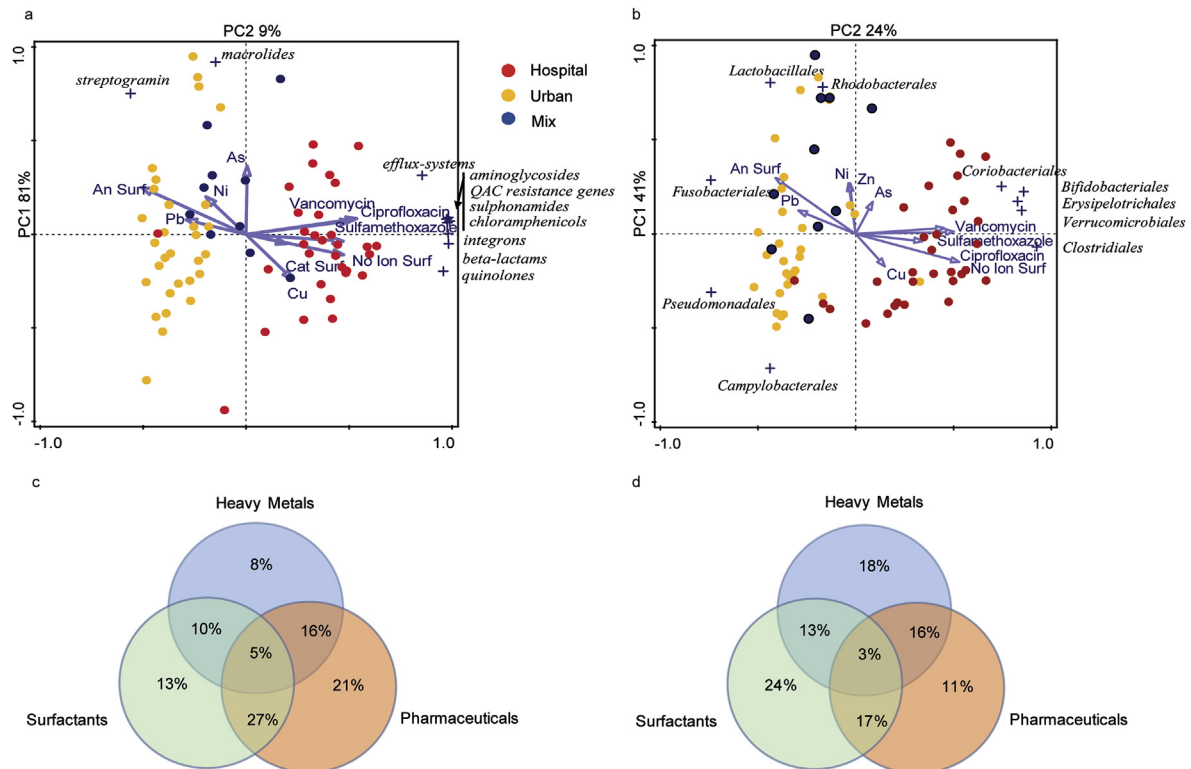 a
PC2 9%
1.0
macrolides
streptogramin
Hospital
Urban
Mix
efflux-systems
aminoglycosides
QAC resistance genes
sulphonamides
chloramphenicols
integrons
beta-lactams
quinolones
As
An Surf
Ni
Pb
Vancomycin
Ciprofloxacin
Sulfamethoxazole
Cat Surf
No Ion Surf
Cu
PC1 81%
-1.0
-1.0
1.0
b
PC2 24%
1.0
Lactobacillales
Rhodobacterales
Coriobacteriales
Bifidobacteriales
Erysipelotrichales
Verrucomicrobiales
Clostridiales
An Surf
Ni
Zn
As
Fusobacteriales
Pb
Vancomycin
Sulfamethoxazole
Ciprofloxacin
No Ion Surf
Cu
Pseudomonadales
Campylobacterales
PC1 41%
-1.0
-1.0
1.0
c
Heavy Metals
8%
10%
16%
5%
13%
21%
27%
Surfactants
Pharmaceuticals
d
Heavy Metals
18%
13%
16%
3%
24%
11%
17%
Surfactants
Pharmaceuticals